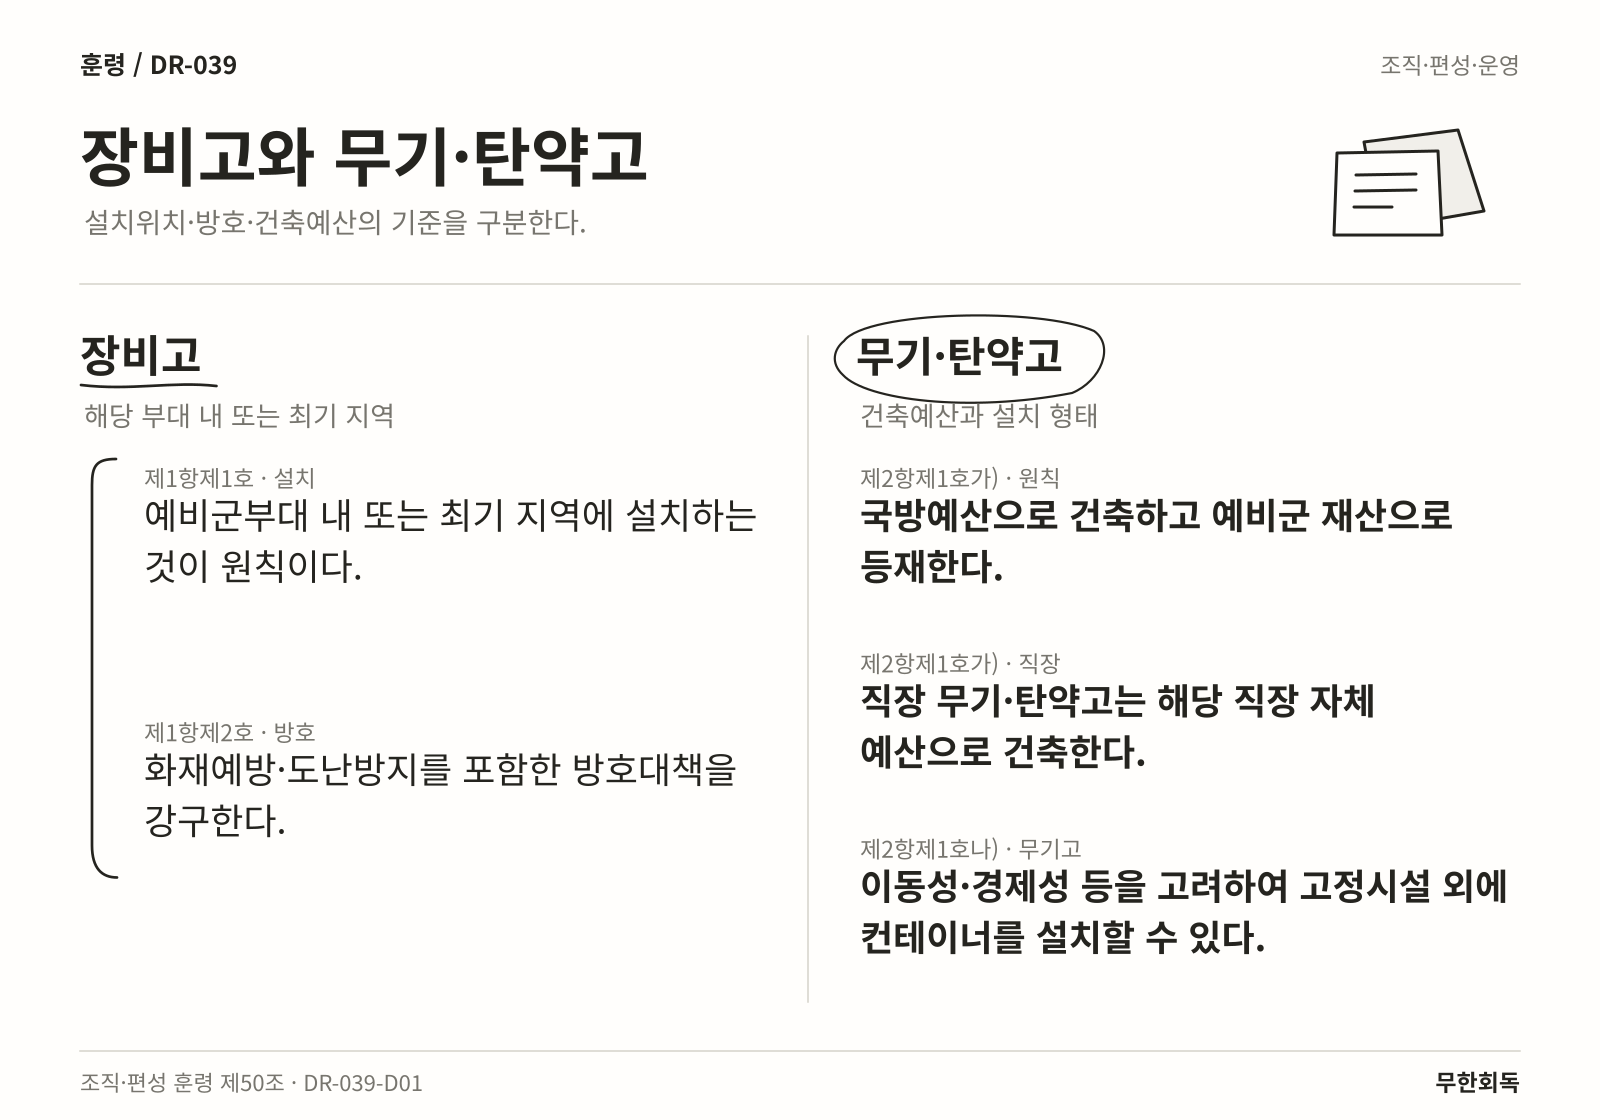 훈령 / DR-039
조직·편성·운영
장비고와 무기·탄약고
설치위치·방호·건축예산의 기준을 구분한다.
장비고
해당 부대 내 또는 최기 지역
제1항제1호 · 설치
예비군부대 내 또는 최기 지역에 설치하는
것이 원칙이다.
제1항제2호 · 방호
화재예방·도난방지를 포함한 방호대책을
강구한다.
무기·탄약고
건축예산과 설치 형태
제2항제1호가) · 원칙
국방예산으로 건축하고 예비군 재산으로
등재한다.
제2항제1호가) · 직장
직장 무기·탄약고는 해당 직장 자체
예산으로 건축한다.
제2항제1호나) · 무기고
이동성·경제성 등을 고려하여 고정시설 외에
컨테이너를 설치할 수 있다.
조직·편성 훈령 제50조 · DR-039-D01
무한회독